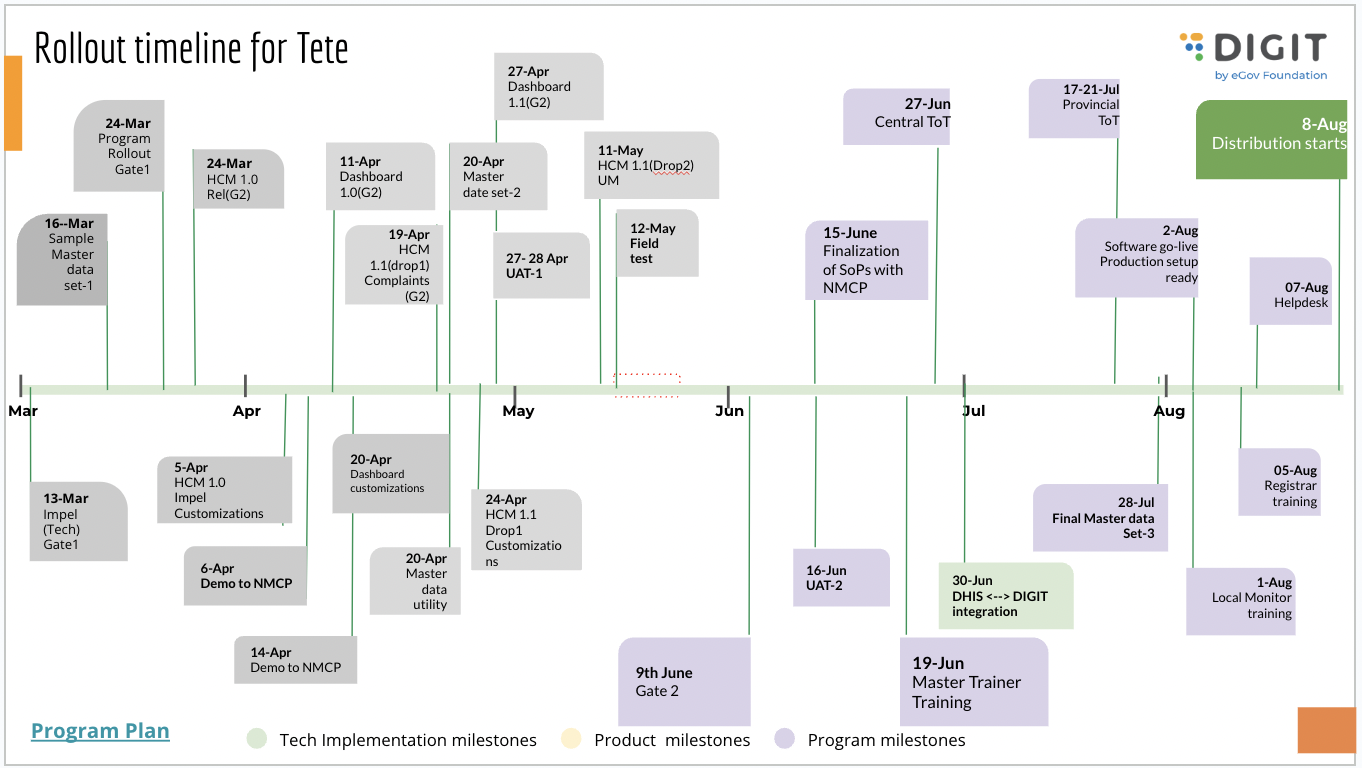 Rollout timeline for Tete
DIGIT
by eGov Foundation
24-Mar
Program
Rollout
Gate1
24-Mar
HCM 1.0
Rel(G2)
16--Mar
Sample
Master
data
set-1
11-Apr
Dashboard
1.0(G2)
19-Apr
HCM
1.1(drop1)
Complaints
(G2)
20-Apr
Master
date set-2
27-Apr
Dashboard
1.1(G2)
27- 28 Apr
UAT-1
11-May
HCM 1.1(Drop2)
UM
12-May
Field
test
15-June
Finalization
of SoPs with
NMCP
27-Jun
Central ToT
17-21-Jul
Provincial
ToT
2-Aug
Software go-live
Production setup
ready
8-Aug
Distribution starts
07-Aug
Helpdesk
Mar
Apr
May
Jun
Jul
Aug
13-Mar
Impel
(Tech)
Gate1
5-Apr
HCM 1.0
Impel
Customizations
6-Apr
Demo to NMCP
14-Apr
Demo to NMCP
20-Apr
Dashboard
customizations
20-Apr
Master
data
utility
24-Apr
HCM 1.1
Drop1
Customizatio
ns
9th June
Gate 2
16-Jun
UAT-2
19-Jun
Master Trainer
Training
30-Jun
DHIS <--> DIGIT
integration
28-Jul
Final Master data
Set-3
1-Aug
Local Monitor
training
05-Aug
Registrar
training
Program Plan
Tech Implementation milestones
Product milestones
Program milestones